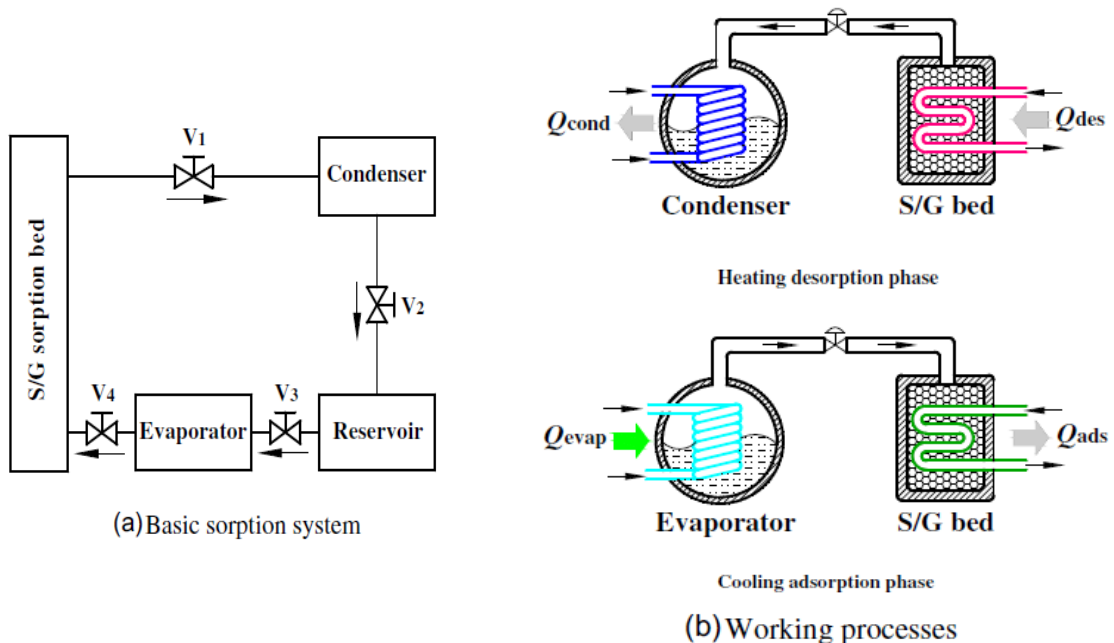 V1
Condenser
S/G sorption bed
V2
V4
V3
Evaporator
Reservoir
(a) Basic sorption system
Qcond
Qdes
Condenser
S/G bed
Heating desorption phase
Qevap
Qads
Evaporator
S/G bed
Cooling adsorption phase
(b) Working processes